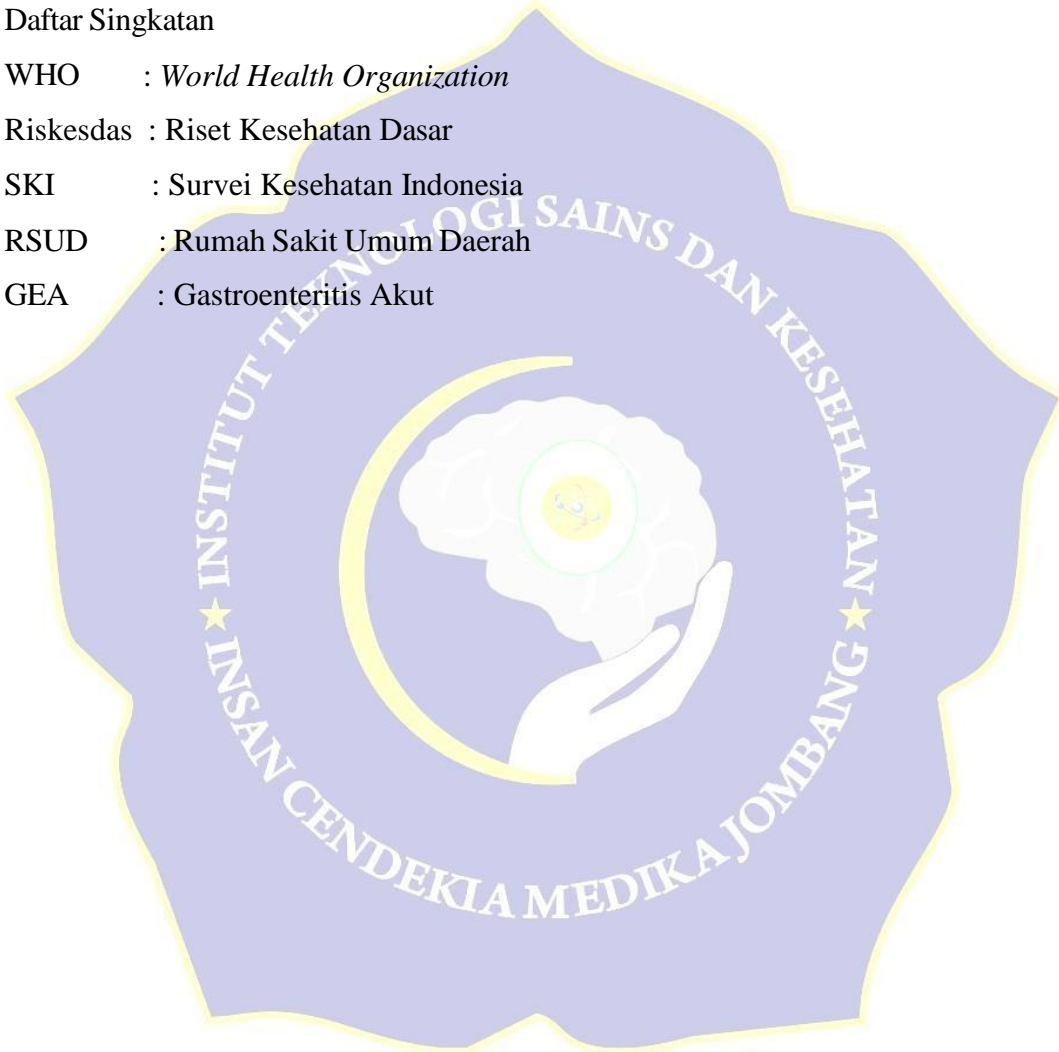 Daftar Singkatan
WHO : World Health Organization
Riskesdas : Riset Kesehatan Dasar
SKI : Survei Kesehatan Indonesia
RSUD : Rumah Sakit Umum Daerah
GEA : Gastroenteritis Akut
INSTITUT TEKNOLOGI SAINS DAN KESEHATAN
INSAN CENDEKIA MEDIKA JOMBANG